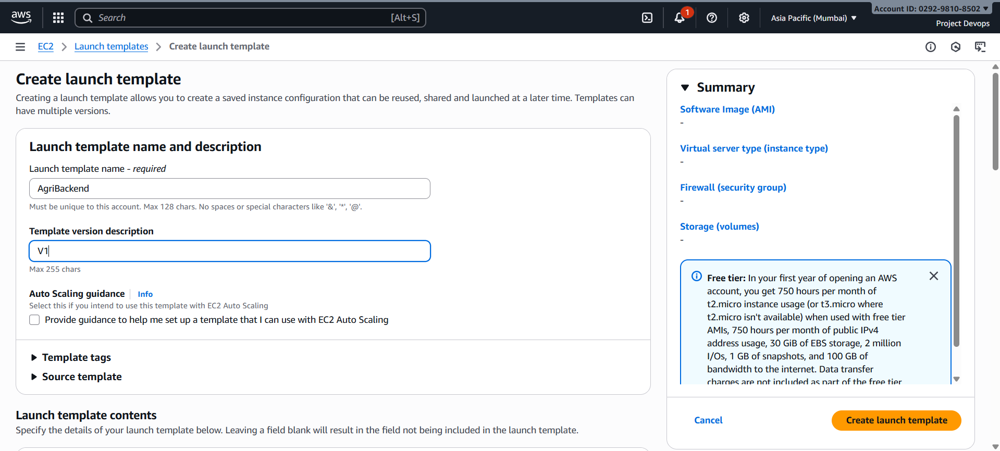 aws
Search
[Alt+S]
1
Asia Pacific (Mumbai)
Account ID: 0292-9810-8502
Project Devops
EC2
Launch templates
Create launch template
Create launch template
Creating a launch template allows you to create a saved instance configuration that can be reused, shared and launched at a later time. Templates can
have multiple versions.
Launch template name and description
Launch template name - required
AgriBackend
Must be unique to this account. Max 128 chars. No spaces or special characters like '&', '*', '@'.
Template version description
V1
Max 255 chars
Auto Scaling guidance
Info
Select this if you intend to use this template with EC2 Auto Scaling
Provide guidance to help me set up a template that I can use with EC2 Auto Scaling
Template tags
Source template
Launch template contents
Specify the details of your launch template below. Leaving a field blank will result in the field not being included in the launch template.
Summary
Software Image (AMI)
-
Virtual server type (instance type)
-
Firewall (security group)
-
Storage (volumes)
-
Free tier: In your first year of opening an AWS
account, you get 750 hours per month of
t2.micro instance usage (or t3.micro where
t2.micro isn't available) when used with free tier
AMIs, 750 hours per month of public IPv4
address usage, 30 GiB of EBS storage, 2 million
I/Os, 1 GB of snapshots, and 100 GB of
bandwidth to the internet. Data transfer
charges are not included as part of the free tier
Cancel
Create launch template